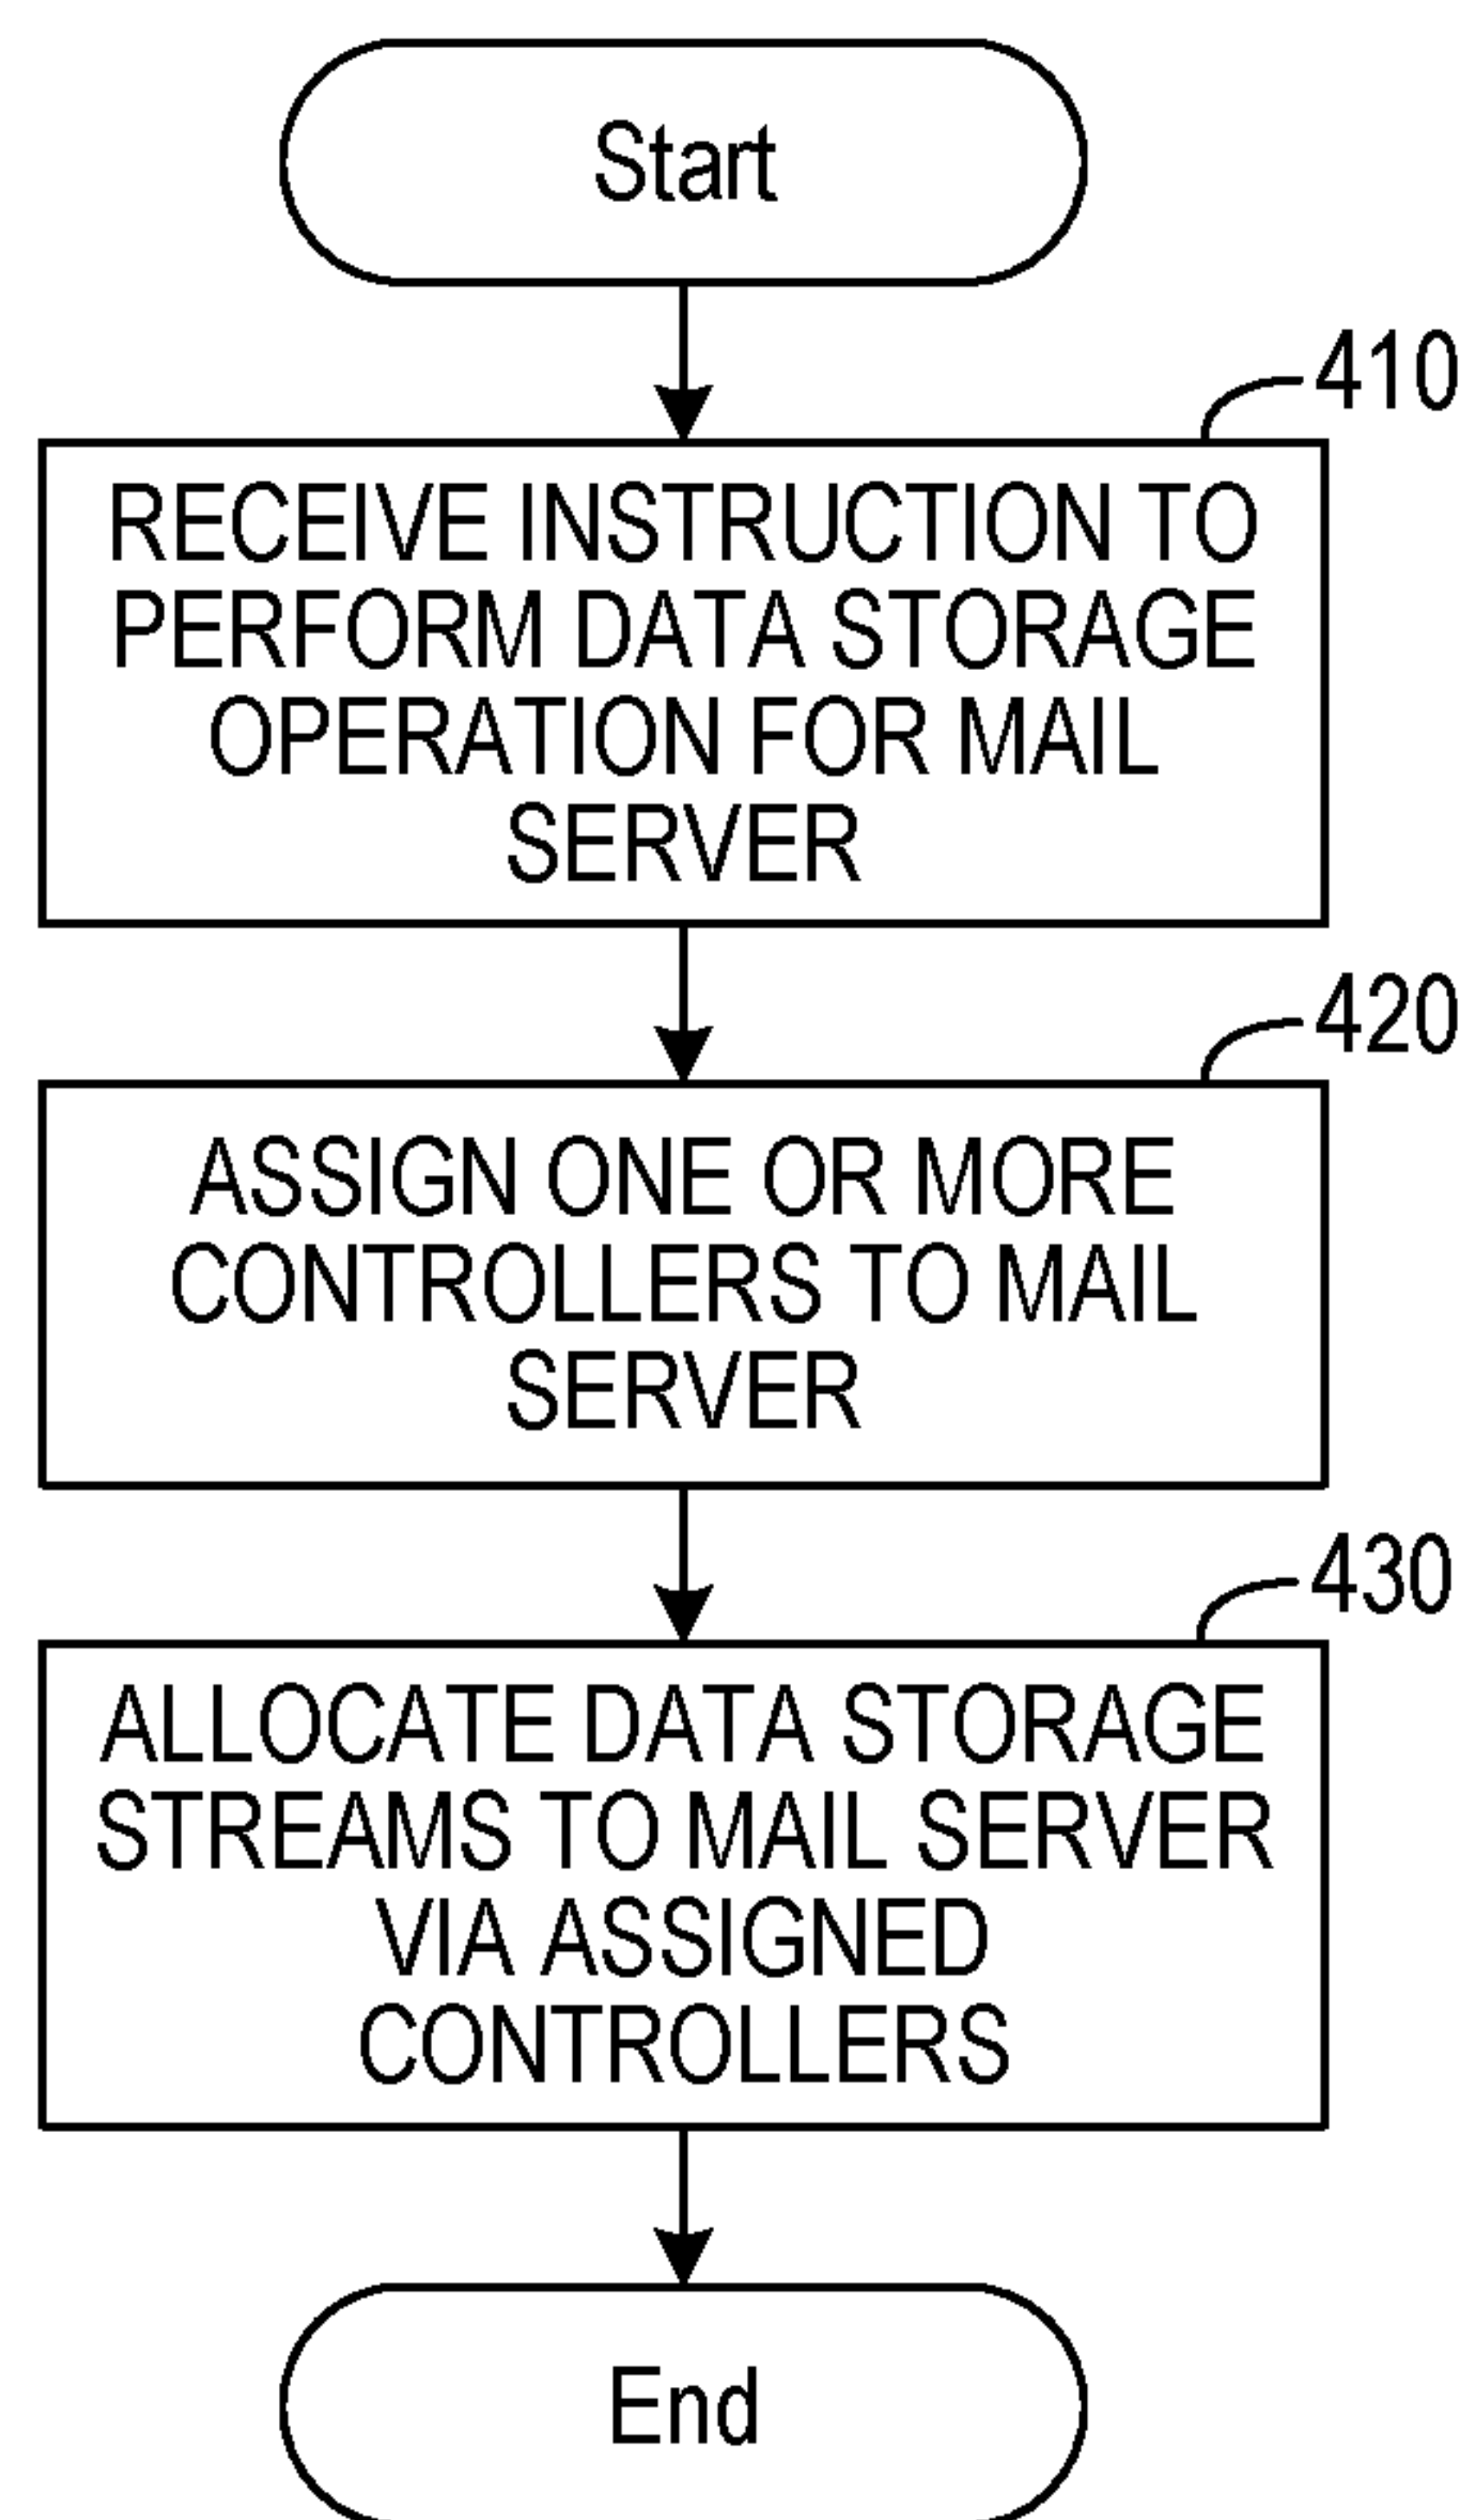 Start
410
RECEIVE INSTRUCTION TO
PERFORM DATA STORAGE
OPERATION FOR MAIL
SERVER
420
ASSIGN ONE OR MORE
CONTROLLERS TO MAIL
SERVER
430
ALLOCATE DATA STORAGE
STREAMS TO MAIL SERVER
VIA ASSIGNED
CONTROLLERS
End